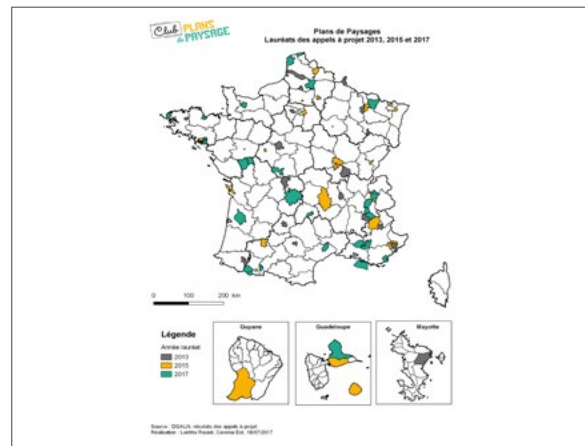 Club PLANS
de PAYSAGE
Plans de Paysages
Lauréats des appels à projet 2013, 2015 et 2017
0 100 200 km
Légende
Année lauréat
2013
2015
2017
Guyane
Guadeloupe
Mayotte
Source : DGALN, résultats des appels à projet
Réalisation : Laetitia Roulet, Cerema Est, 18/07/2017